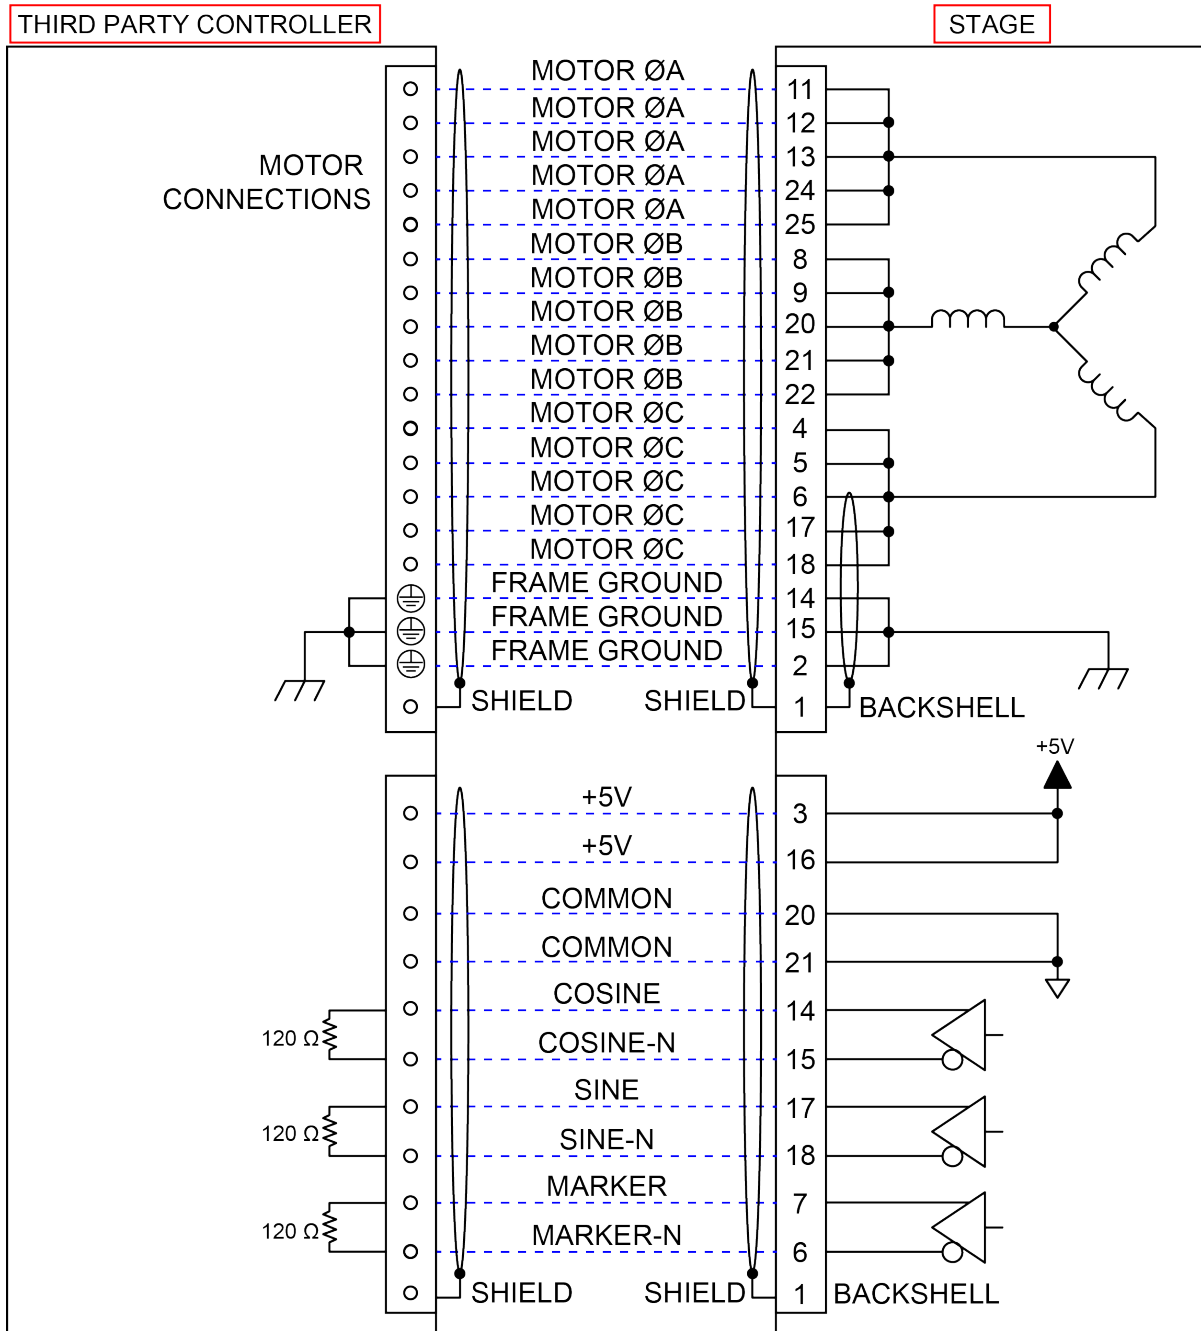 THIRD PARTY CONTROLLER
STAGE
MOTOR CONNECTIONS
MOTOR ØA 11
MOTOR ØA 12
MOTOR ØA 13
MOTOR ØA 24
MOTOR ØA 25
MOTOR ØB 8
MOTOR ØB 9
MOTOR ØB 20
MOTOR ØB 21
MOTOR ØB 22
MOTOR ØC 4
MOTOR ØC 5
MOTOR ØC 6
MOTOR ØC 17
MOTOR ØC 18
FRAME GROUND 14
FRAME GROUND 15
FRAME GROUND 2
SHIELD SHIELD 1 BACKSHELL
+5V
+5V 3
+5V 16
COMMON 20
COMMON 21
COSINE 14
120 Ω
COSINE-N 15
SINE 17
120 Ω
SINE-N 18
MARKER 7
120 Ω
MARKER-N 6
SHIELD SHIELD 1 BACKSHELL